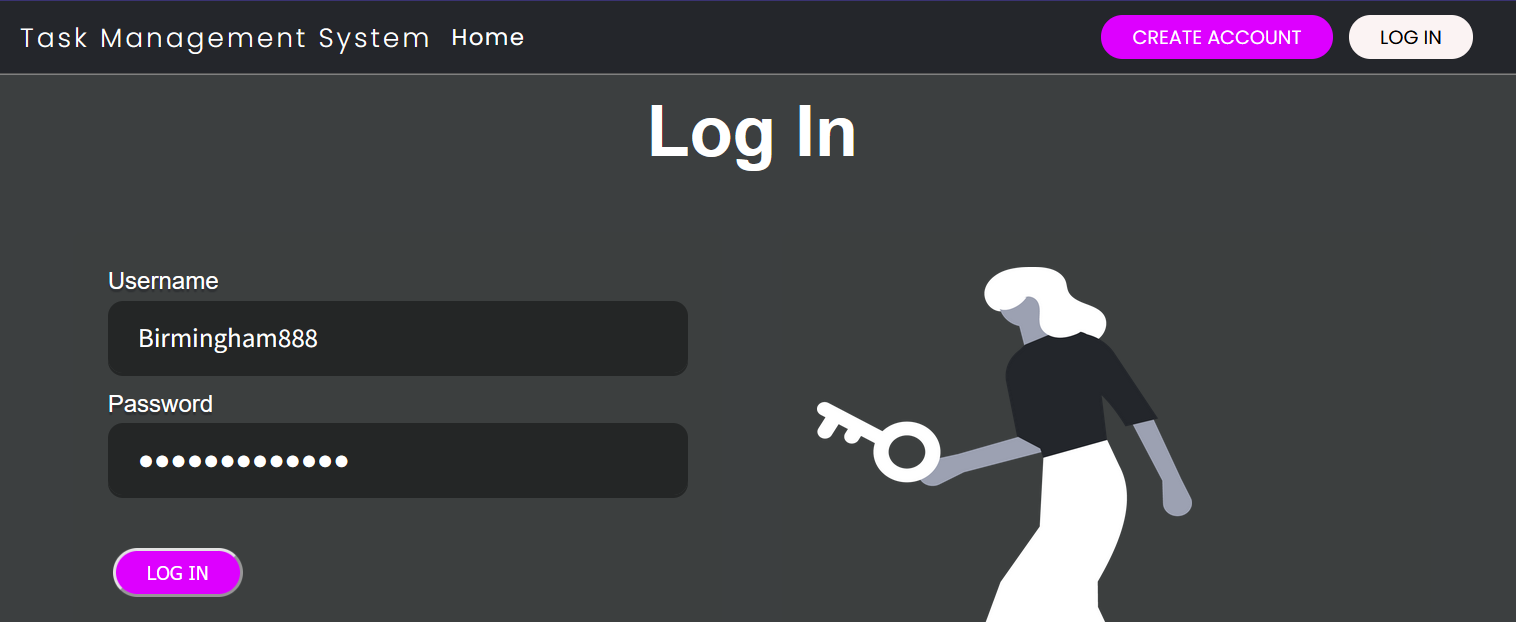 Task Management System Home CREATE ACCOUNT LOG IN
Log In
Username
Birmingham888
Password
●●●●●●●●●●●●●
LOG IN